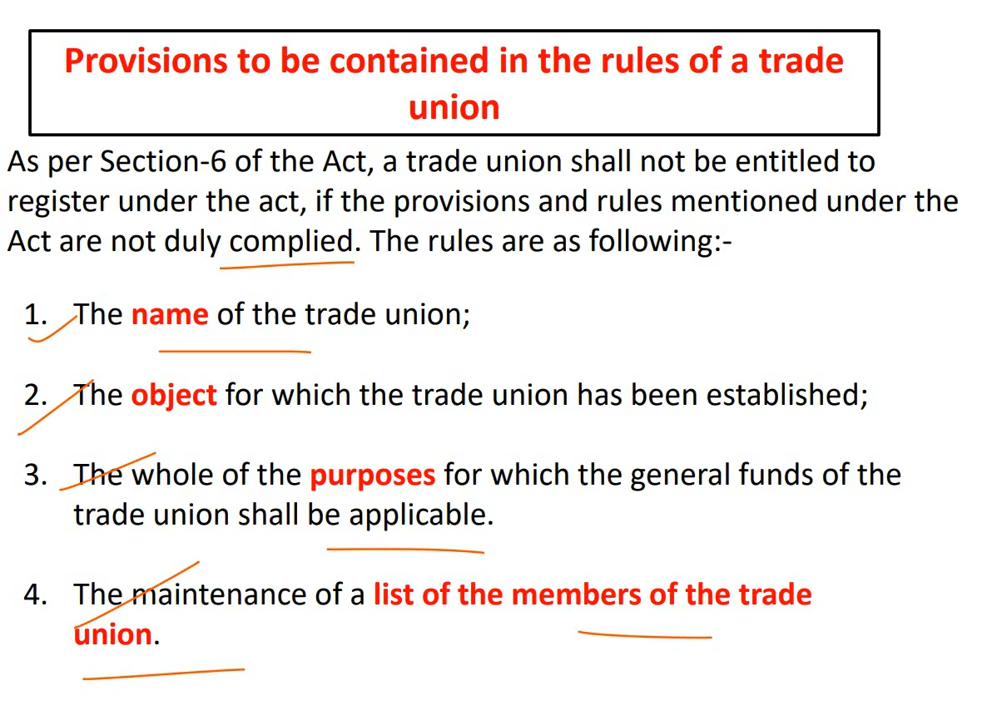 Provisions to be contained in the rules of a trade
union
As per Section-6 of the Act, a trade union shall not be entitled to
register under the act, if the provisions and rules mentioned under the
Act are not duly complied. The rules are as following:-
1. The name of the trade union;
2. The object for which the trade union has been established;
3. The whole of the purposes for which the general funds of the
trade union shall be applicable.
4. The maintenance of a list of the members of the trade
union.